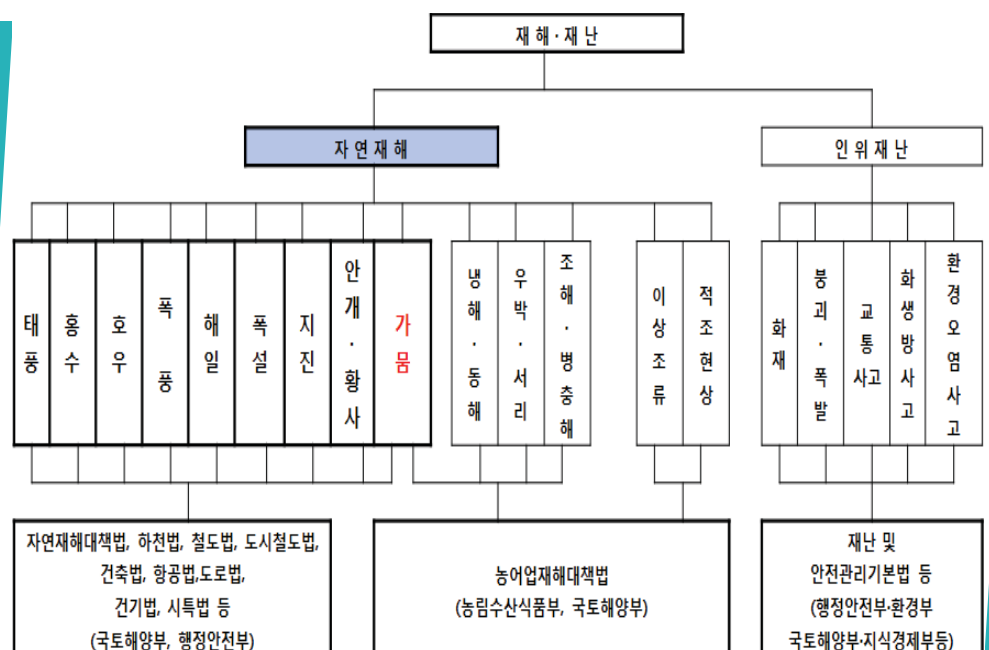 재해·재난
자연재해
인위재난
태풍
홍수
호우
폭풍
해일
폭설
지진
안개·황사
가뭄
냉해·동해
우박·서리
조해·병충해
이상조류
적조현상
화재
붕괴·폭발
교통사고
화생방사고
환경오염사고
자연재해대책법, 하천법, 철도법, 도시철도법,
건축법, 항공법,도로법,
건기법, 시특법 등
(국토해양부, 행정안전부)
농어업재해대책법
(농림수산식품부, 국토해양부)
재난 및
안전관리기본법 등
(행정안전부·환경부
국토해양부·지식경제부등)